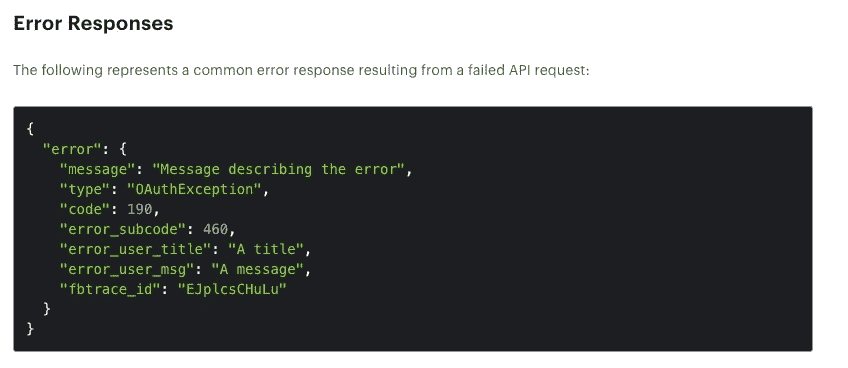 Error Responses
The following represents a common error response resulting from a failed API request:
{
  "error": {
    "message": "Message describing the error",
    "type": "OAuthException",
    "code": 190,
    "error_subcode": 460,
    "error_user_title": "A title",
    "error_user_msg": "A message",
    "fbtrace_id": "EJplcsCHuLu"
  }
}